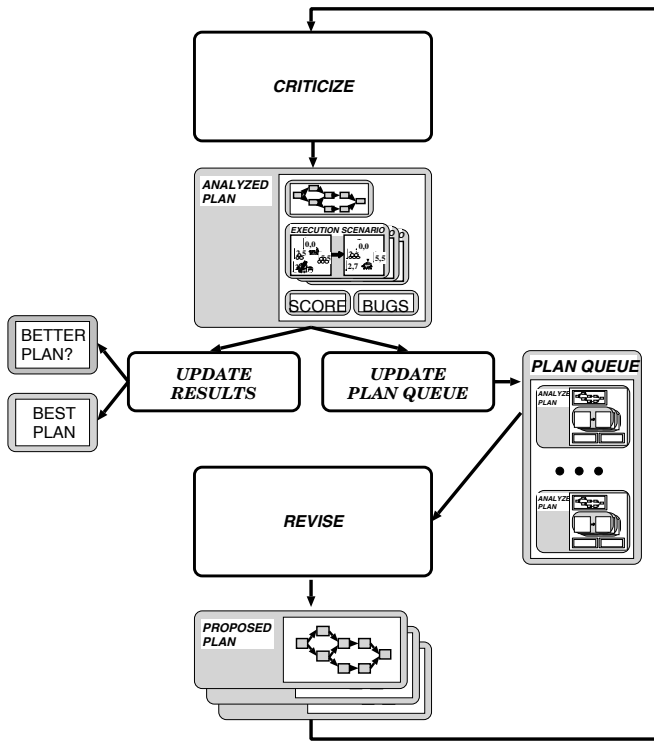 CRITICIZE
ANALYZED
PLAN
EXECUTION SCENARIO
0,0
0,0
5,5
2,7
SCORE
BUGS
BETTER
PLAN?
BEST
PLAN
UPDATE
RESULTS
UPDATE
PLAN QUEUE
PLAN QUEUE
ANALYZE
PLAN
ANALYZE
PLAN
REVISE
PROPOSED
PLAN